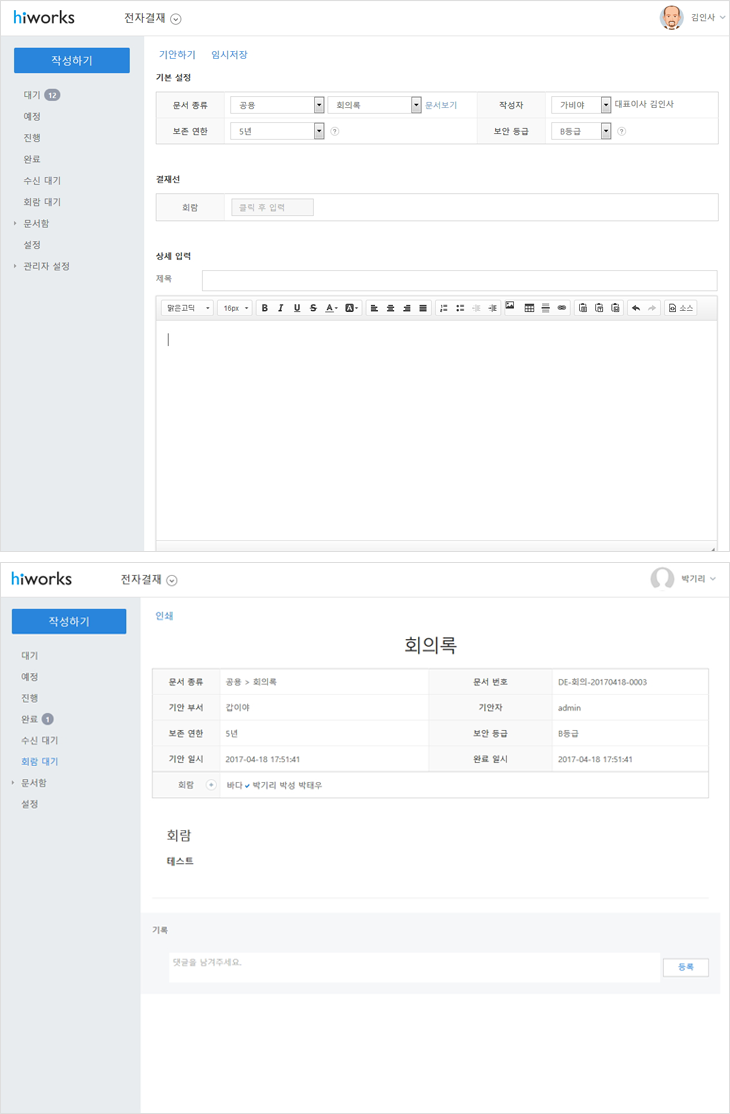 hiworks 전자결재 김인사
작성하기
대기 12
예정
진행
완료
수신 대기
회람 대기
문서함
설정
관리자 설정
기안하기 임시저장
기본 설정
문서 종류 공용 회의록 문서보기 작성자 가비야 대표이사 김인사
보존 연한 5년 ? 보안 등급 B등급 ?
결재선
회람 클릭 후 입력
상세 입력
제목
맑은고딕 16px B I U S A A 소스
hiworks 전자결재 박기리
작성하기
대기
예정
진행
완료 1
수신 대기
회람 대기
문서함
설정
인쇄
회의록
문서 종류 공용 > 회의록 문서 번호 DE-회의-20170418-0003
기안 부서 갑이야 기안자 admin
보존 연한 5년 보안 등급 B등급
기안 일시 2017-04-18 17:51:41 완료 일시 2017-04-18 17:51:41
회람 + 바다 ✔ 박기리 박성 박태우
회람
테스트
기록
댓글을 남겨주세요.
등록